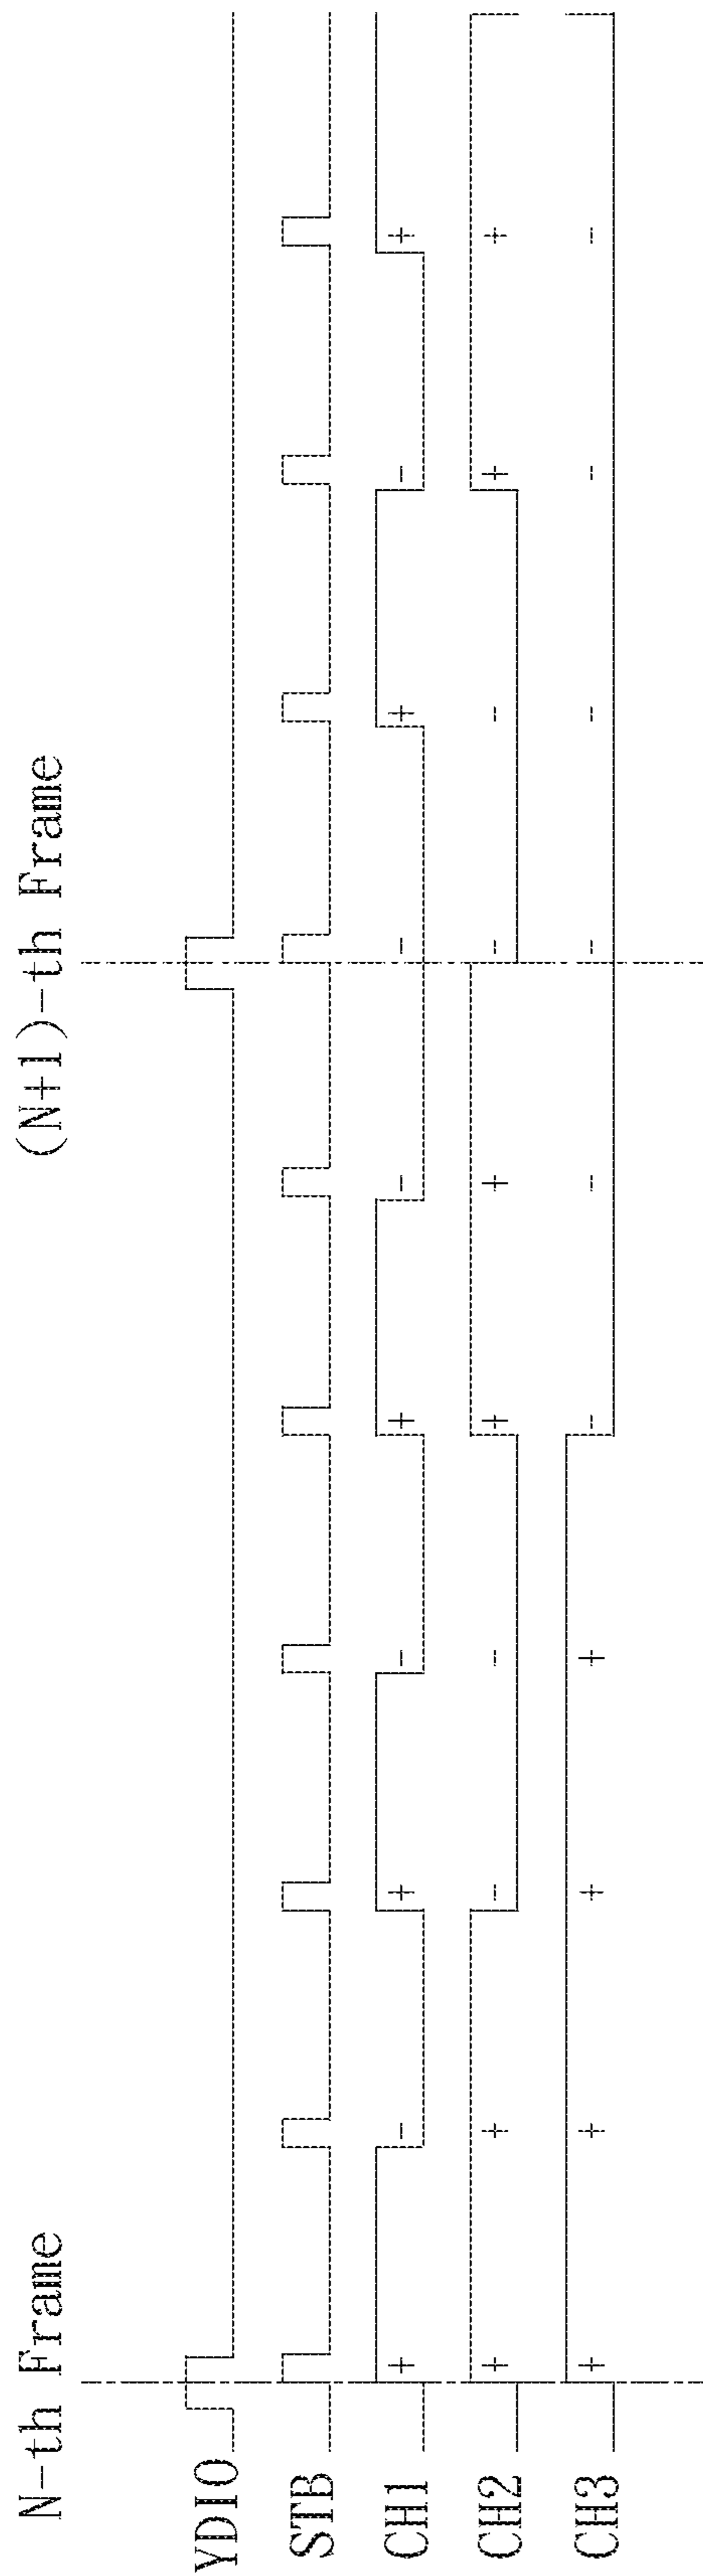 N-th Frame (N+1)-th Frame
YDIO
STB
CH1 + - + - + - - + - +
CH2 + + - - + + - - + +
CH3 + + + + - - - - - -